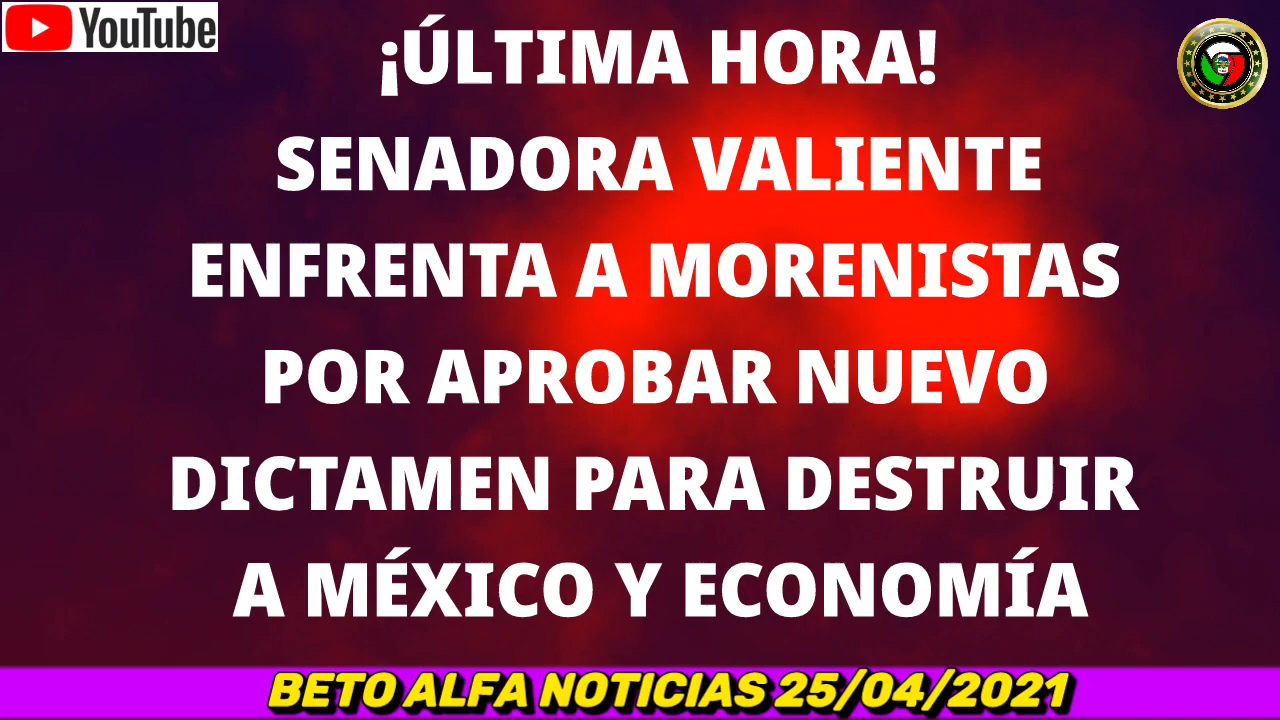 YouTube
¡ÚLTIMA HORA!
SENADORA VALIENTE
ENFRENTA A MORENISTAS
POR APROBAR NUEVO
DICTAMEN PARA DESTRUIR
A MÉXICO Y ECONOMÍA
BETO ALFA NOTICIAS 25/04/2021